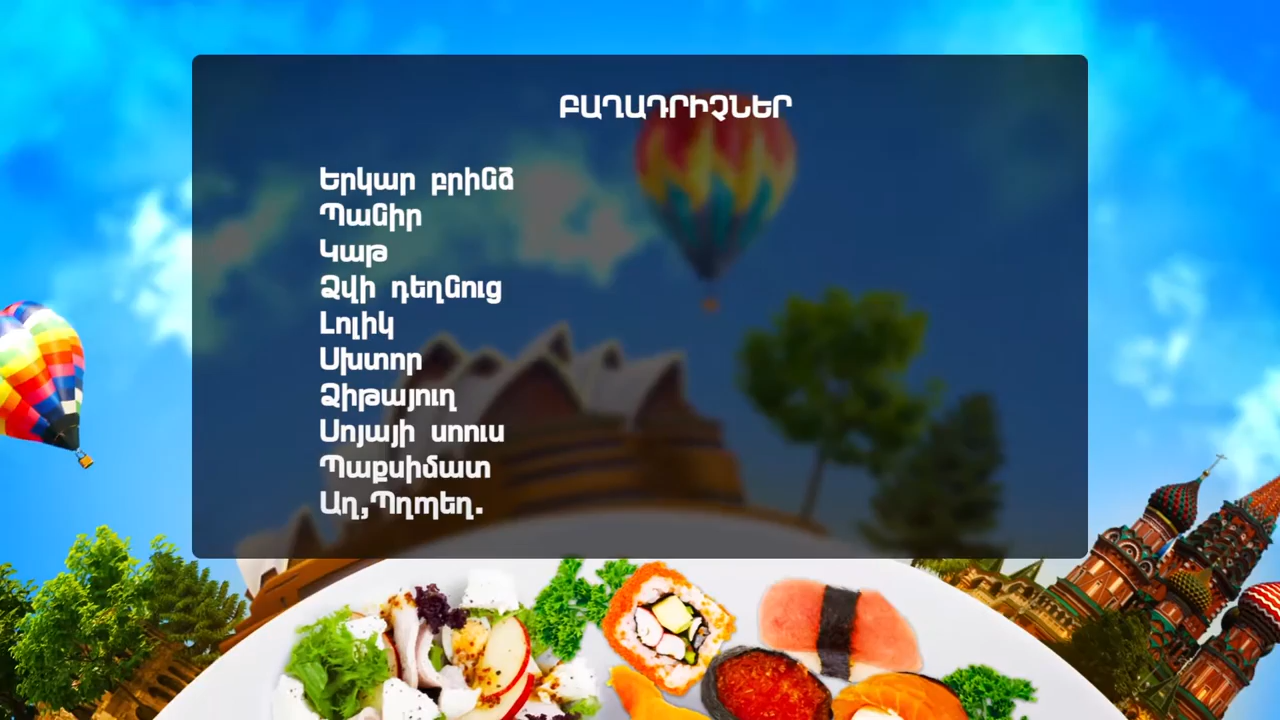 ԲԱՂԱԴՐԻՉՆԵՐ
Երկար բրինձ
Պանիր
Կաթ
Ձվի դեղնուց
Լոլիկ
Սխտոր
Ձիթայուղ
Սոյայի սոուս
Պաքսիմատ
Աղ,Պղպեղ.